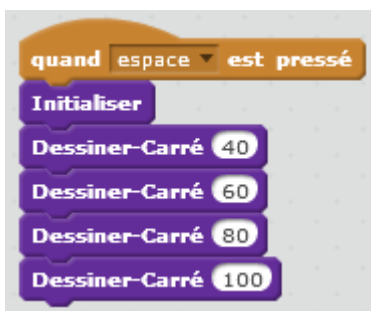 quand espace est pressé
Initialiser
Dessiner-Carré 40
Dessiner-Carré 60
Dessiner-Carré 80
Dessiner-Carré 100